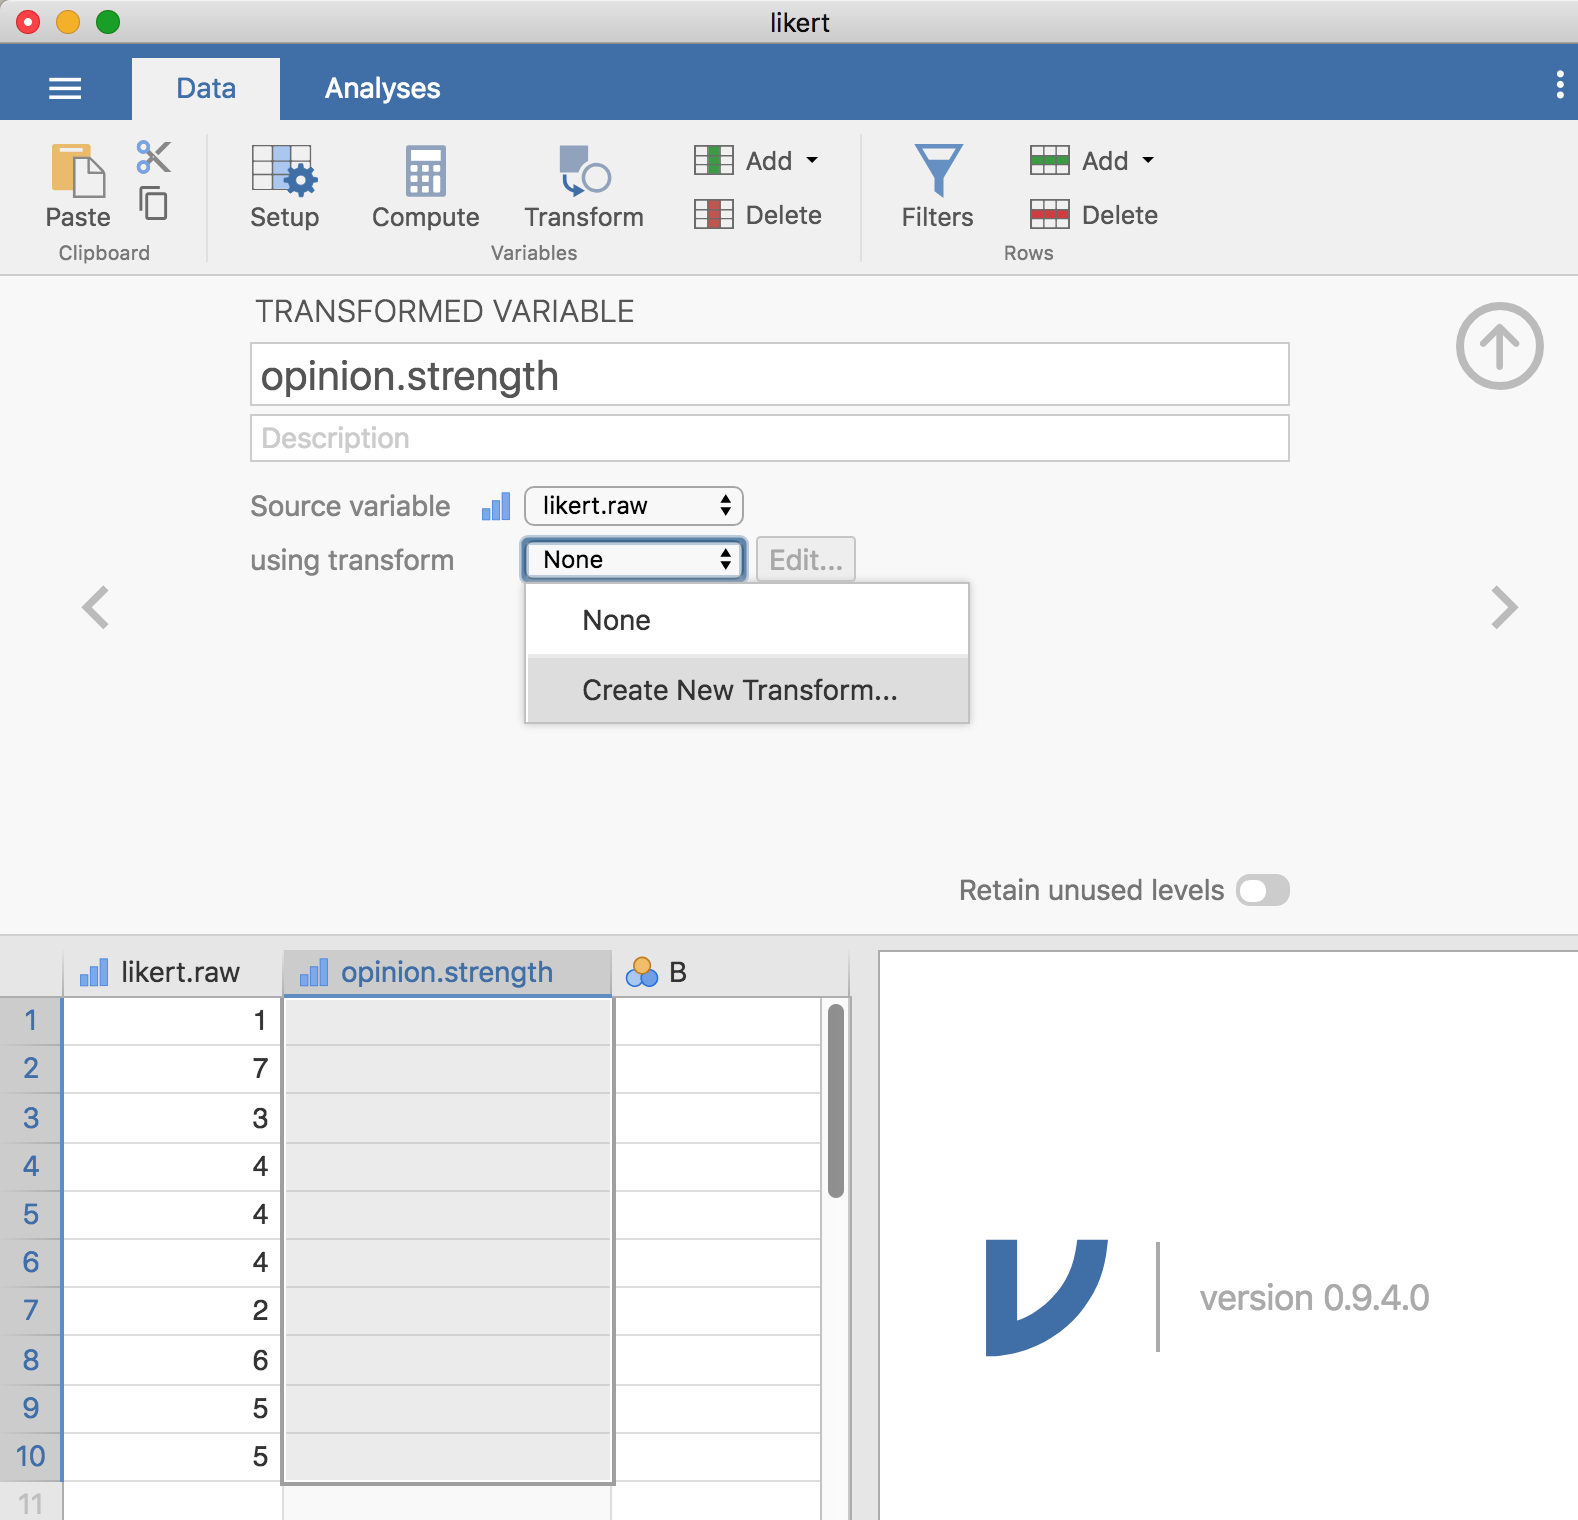 likert
Data Analyses
Paste Setup Compute Transform Add Delete Filters Add Delete
Clipboard Variables Rows
TRANSFORMED VARIABLE
opinion.strength
Description
Source variable likert.raw
using transform None Edit...
None
Create New Transform...
Retain unused levels
likert.raw opinion.strength B
1 1
2 7
3 3
4 4
5 4
6 4
7 2
8 6
9 5
10 5
11
version 0.9.4.0